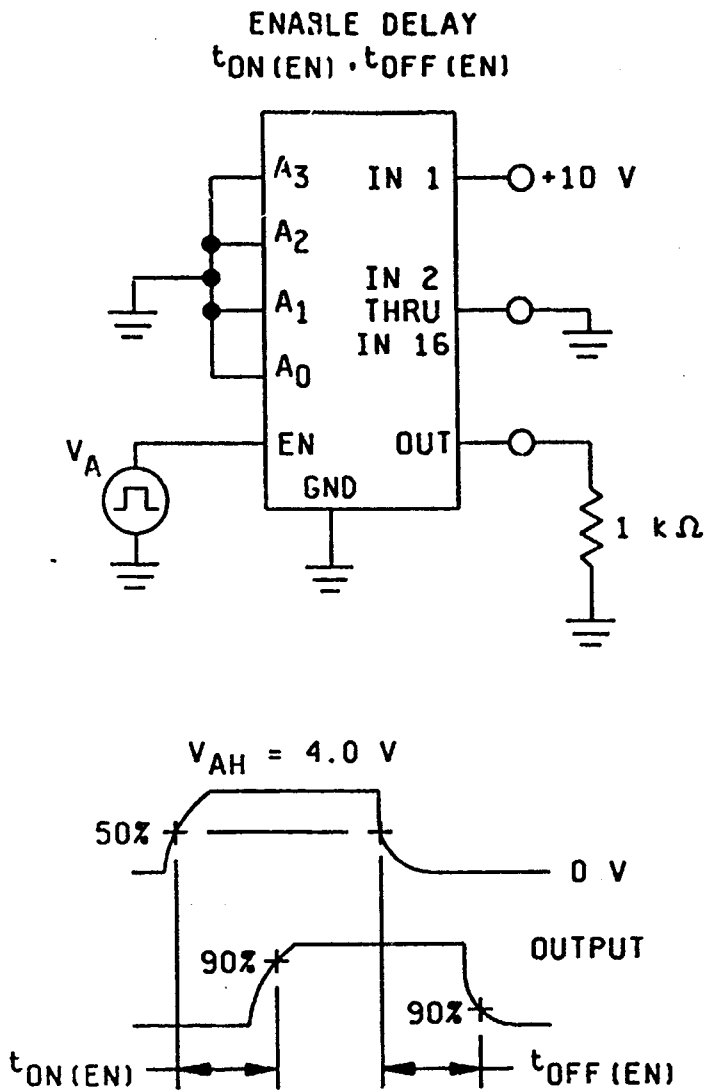 ENABLE DELAY
tON(EN), tOFF(EN)
A3
IN 1
+10 V
A2
IN 2
THRU
IN 16
A1
A0
VA
EN
OUT
GND
1 kΩ
VAH = 4.0 V
50%
0 V
OUTPUT
90%
90%
tON(EN)
tOFF(EN)